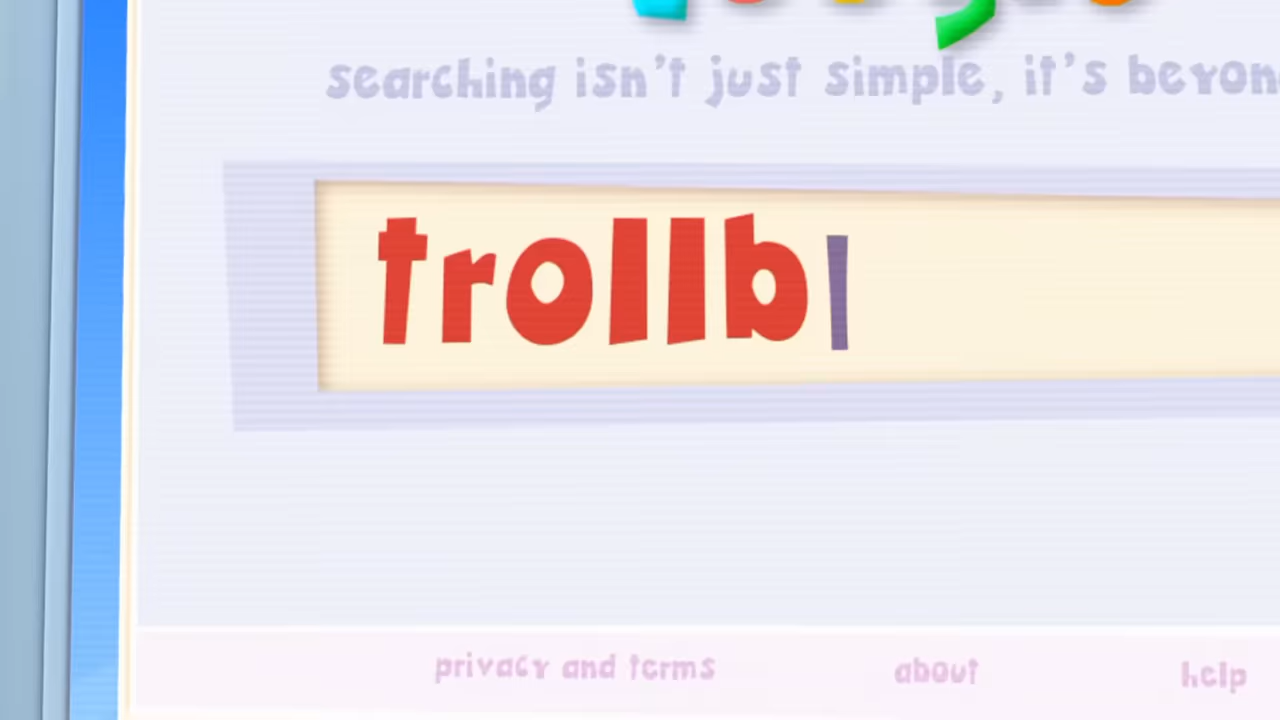 searching isn't just simple, it's beyon
trollb
privacy and terms about help